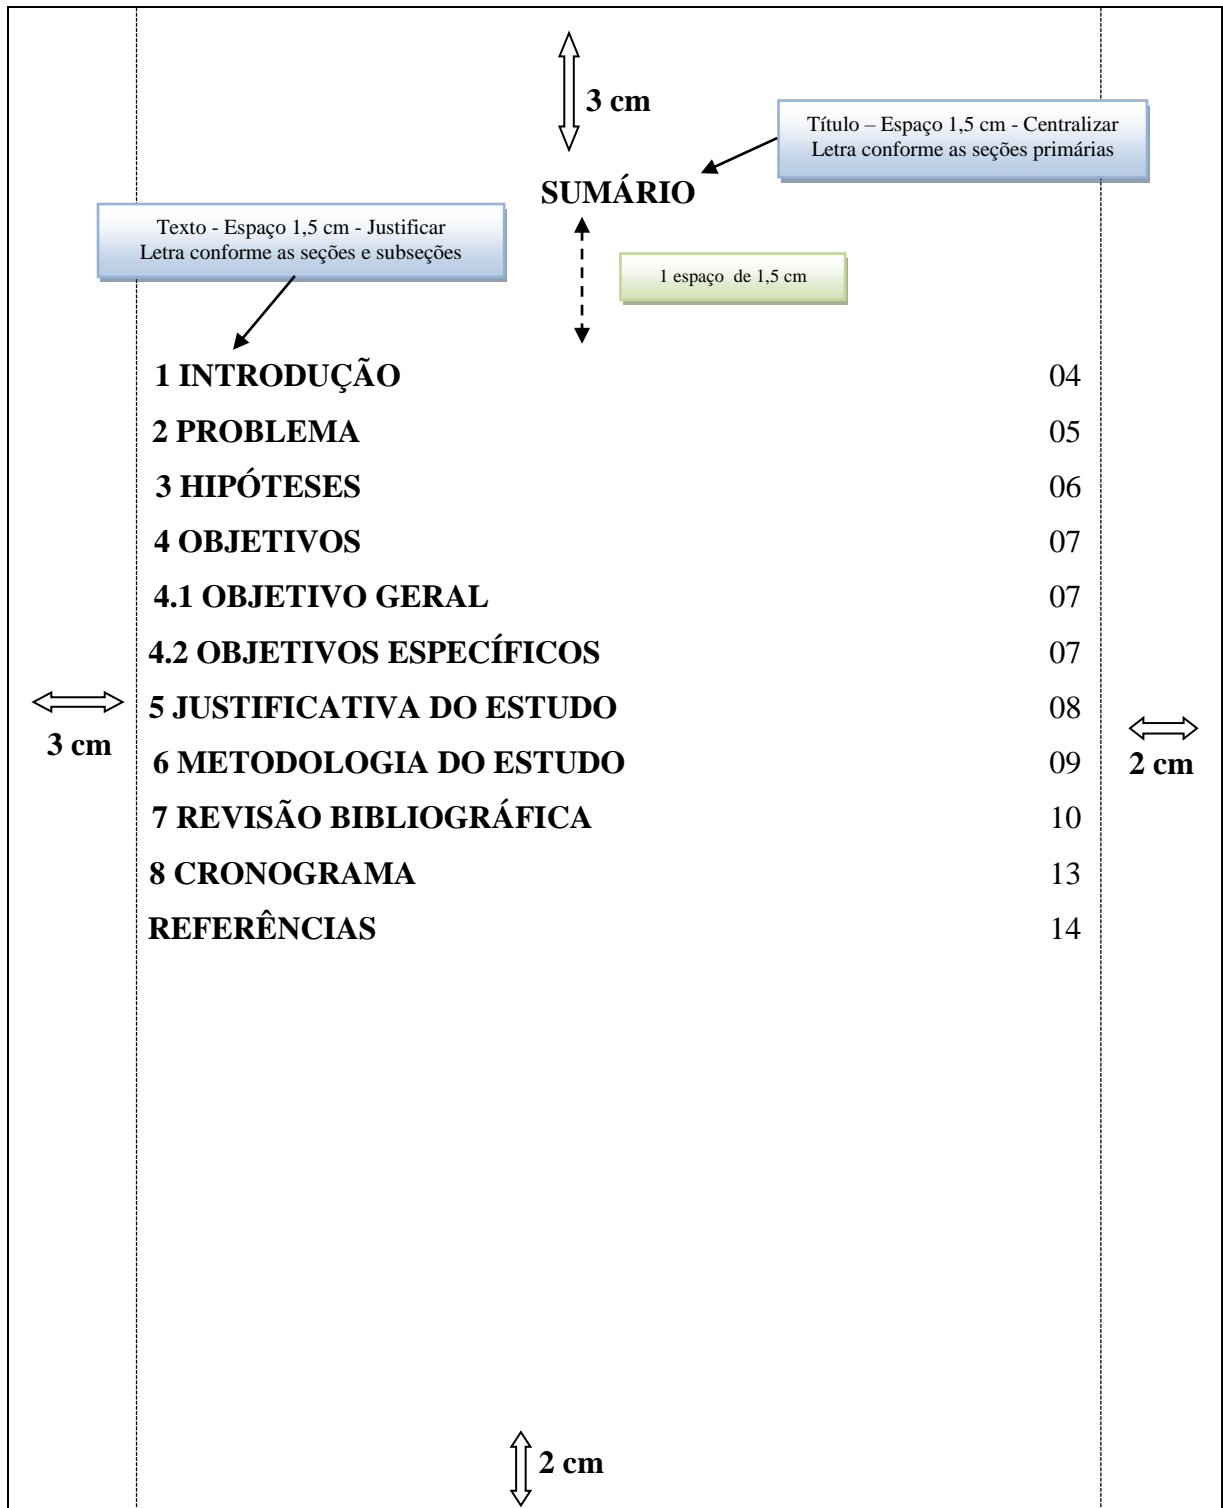 3 cm
Título – Espaço 1,5 cm - Centralizar
Letra conforme as seções primárias
SUMÁRIO
Texto - Espaço 1,5 cm - Justificar
Letra conforme as seções e subseções
1 espaço de 1,5 cm
1 INTRODUÇÃO 04
2 PROBLEMA 05
3 HIPÓTESES 06
4 OBJETIVOS 07
4.1 OBJETIVO GERAL 07
4.2 OBJETIVOS ESPECÍFICOS 07
5 JUSTIFICATIVA DO ESTUDO 08
3 cm
6 METODOLOGIA DO ESTUDO 09
2 cm
7 REVISÃO BIBLIOGRÁFICA 10
8 CRONOGRAMA 13
REFERÊNCIAS 14
2 cm